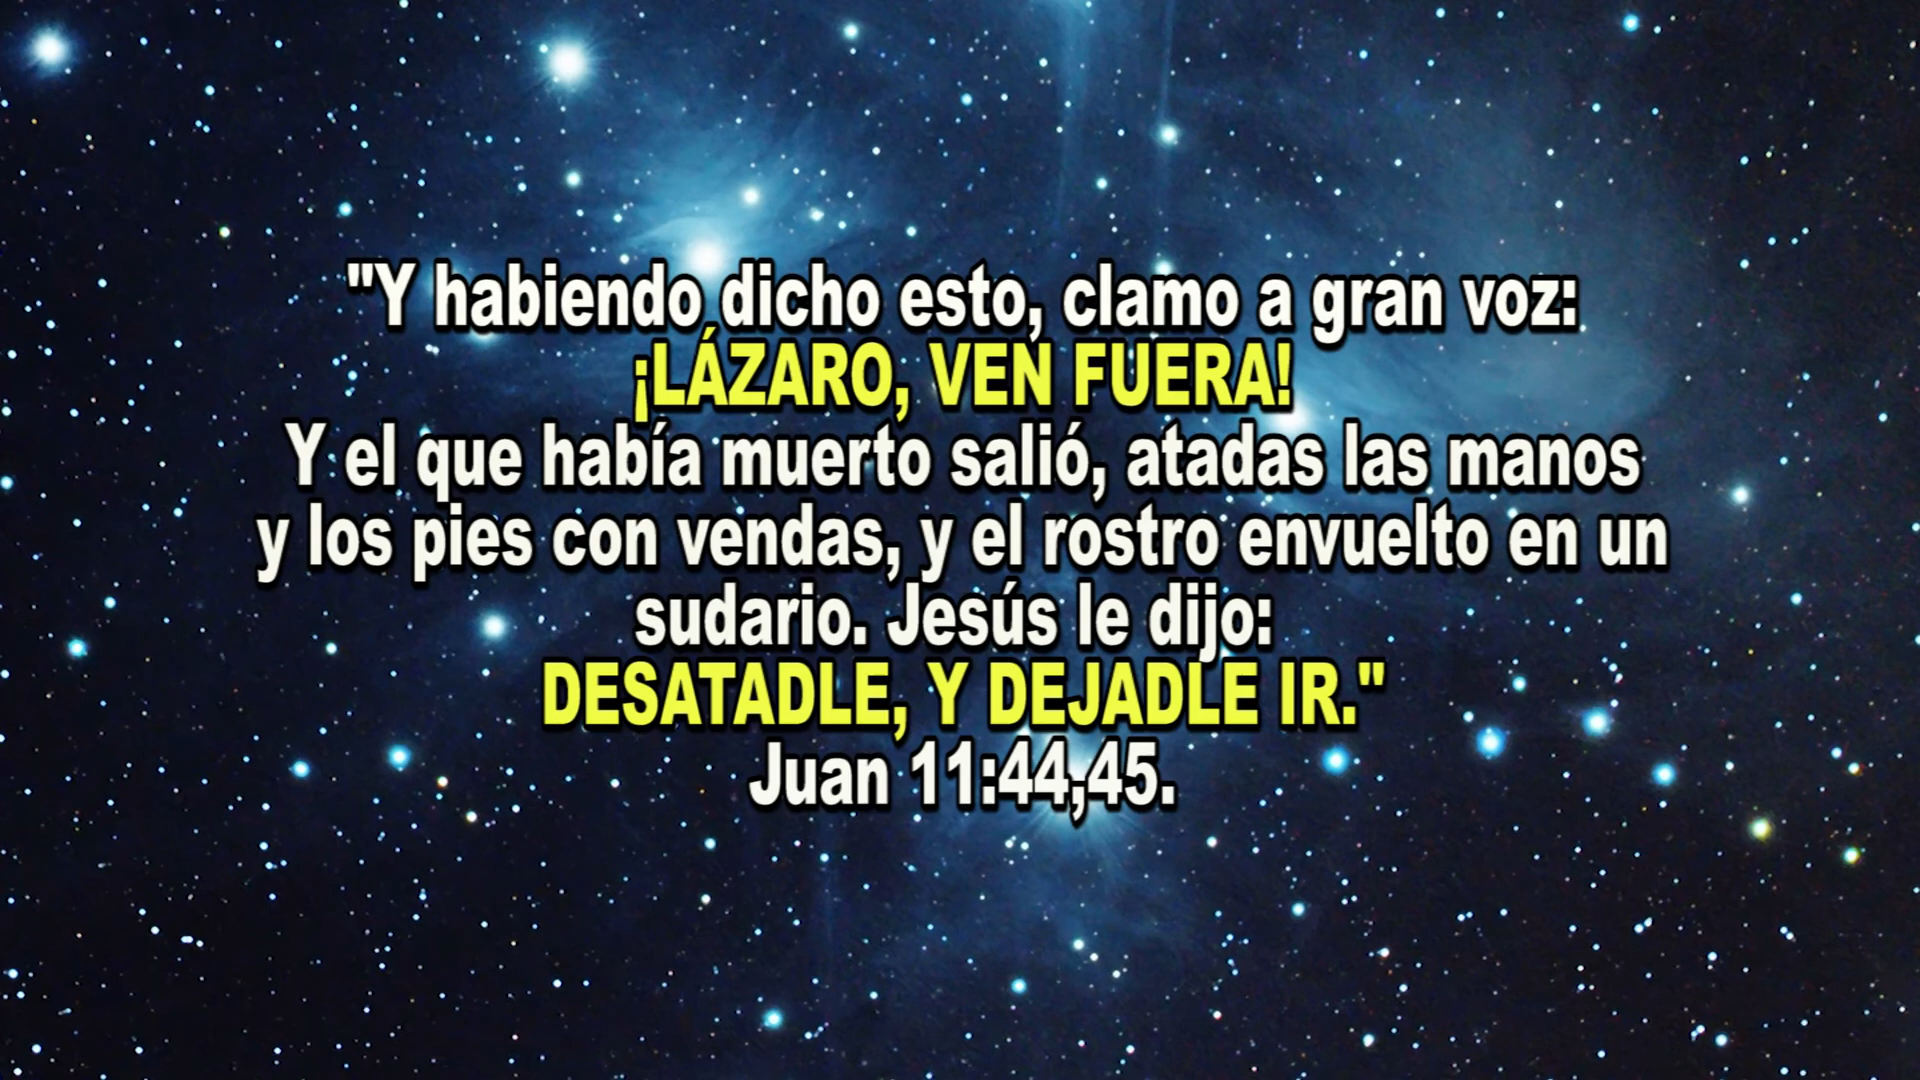 "Y habiendo dicho esto, clamo a gran voz:
¡LÁZARO, VEN FUERA!
Y el que había muerto salió, atadas las manos
y los pies con vendas, y el rostro envuelto en un
sudario. Jesús le dijo:
DESATADLE, Y DEJADLE IR."
Juan 11:44,45.